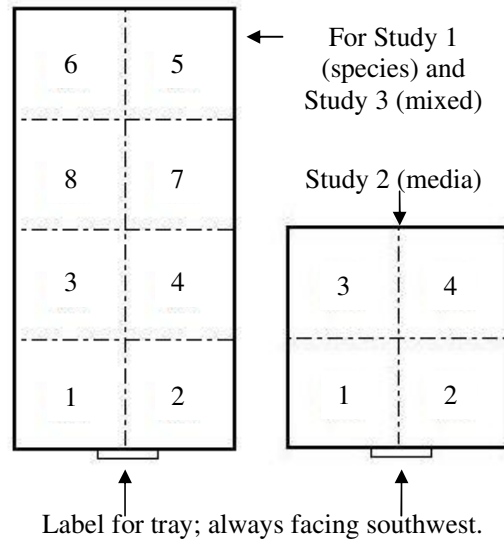 6 5
For Study 1
(species) and
Study 3 (mixed)
8 7
Study 2 (media)
3 4
1 2
3 4
1 2
Label for tray; always facing southwest.